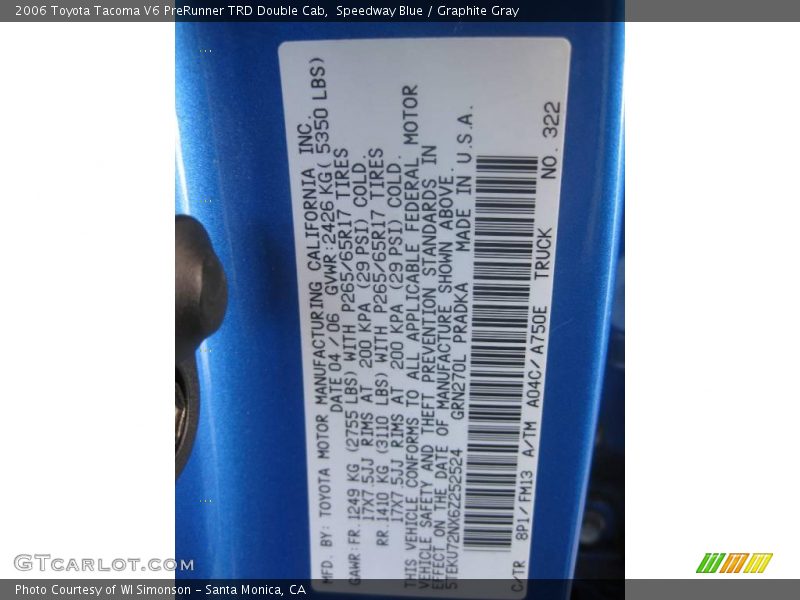 2006 Toyota Tacoma V6 PreRunner TRD Double Cab, Speedway Blue / Graphite Gray
MFD. BY: TOYOTA MOTOR MANUFACTURING CALIFORNIA INC.
DATE 04 / 06 GVWR:2426 KG( 5350 LBS)
GAWR:FR.1249 KG (2755 LBS) WITH P265/65R17 TIRES
17X7.5JJ RIMS AT 200 KPA (29 PSI) COLD.
RR.1410 KG (3110 LBS) WITH P265/65R17 TIRES
17X7.5JJ RIMS AT 200 KPA (29 PSI) COLD.
THIS VEHICLE CONFORMS TO ALL APPLICABLE FEDERAL MOTOR
VEHICLE SAFETY AND THEFT PREVENTION STANDARDS IN
EFFECT ON THE DATE OF MANUFACTURE SHOWN ABOVE.
5TEKU72NX6Z252524 GRN270L PRADKA MADE IN U.S.A.
C/TR 8P1/FM13 A/TM A04C/A750E TRUCK NO. 322
GTCarLot.com
Photo Courtesy of WI Simonson - Santa Monica, CA